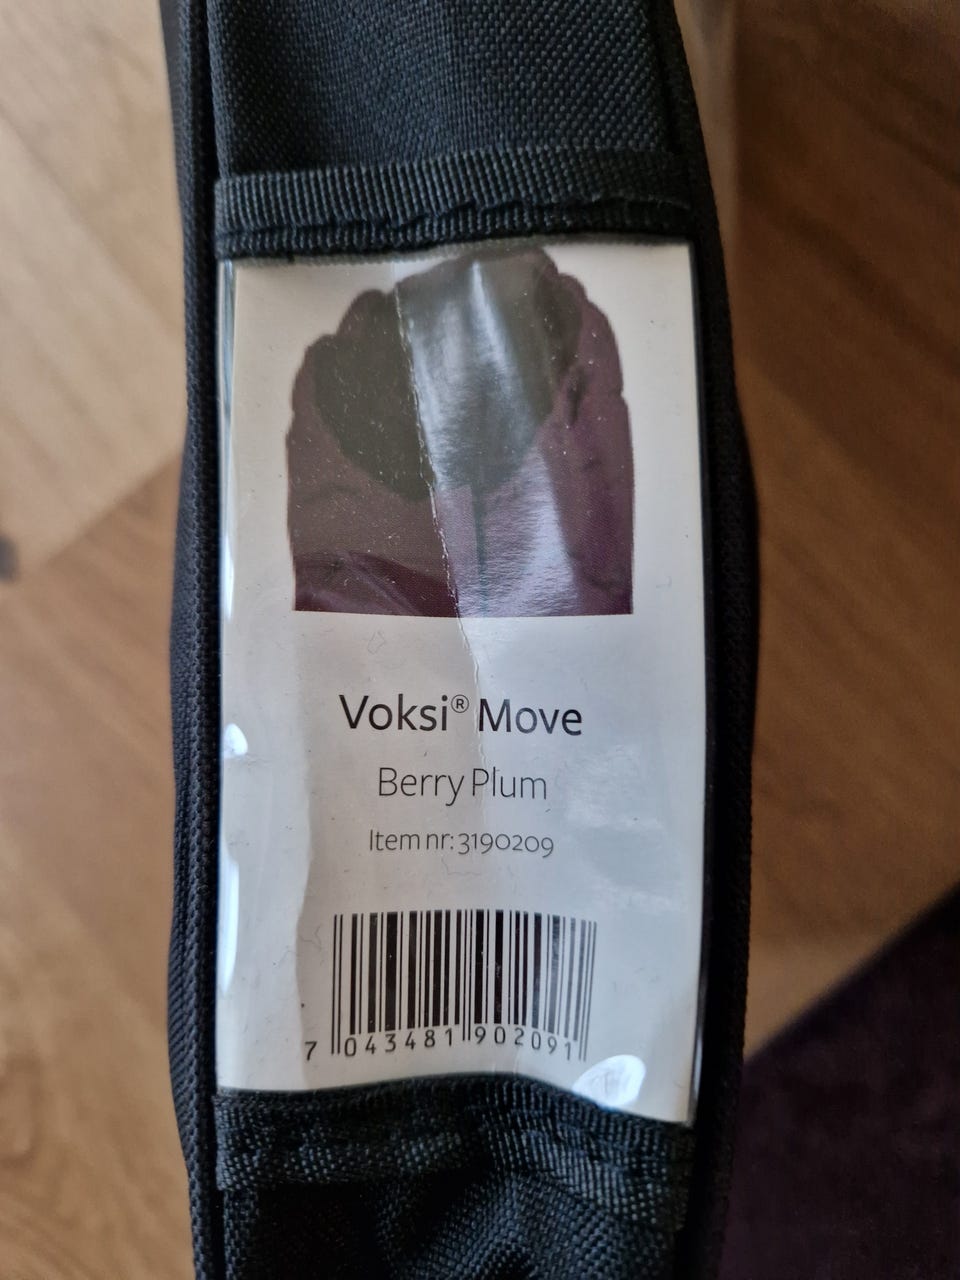 Voksi® Move
Berry Plum
Item nr: 3190209
7 043481 902091